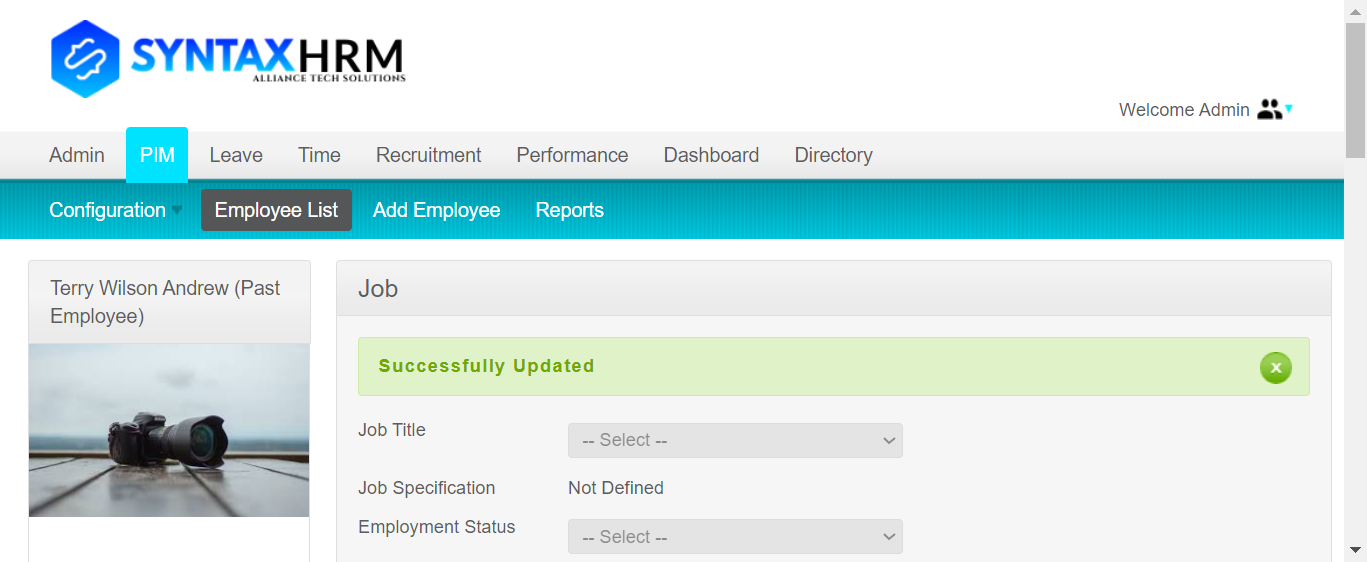 SYNTAXHRM
ALLIANCE TECH SOLUTIONS
Welcome Admin
Admin PIM Leave Time Recruitment Performance Dashboard Directory
Configuration Employee List Add Employee Reports
Terry Wilson Andrew (Past
Employee)
Job
Successfully Updated
x
Job Title -- Select --
Job Specification Not Defined
Employment Status -- Select --